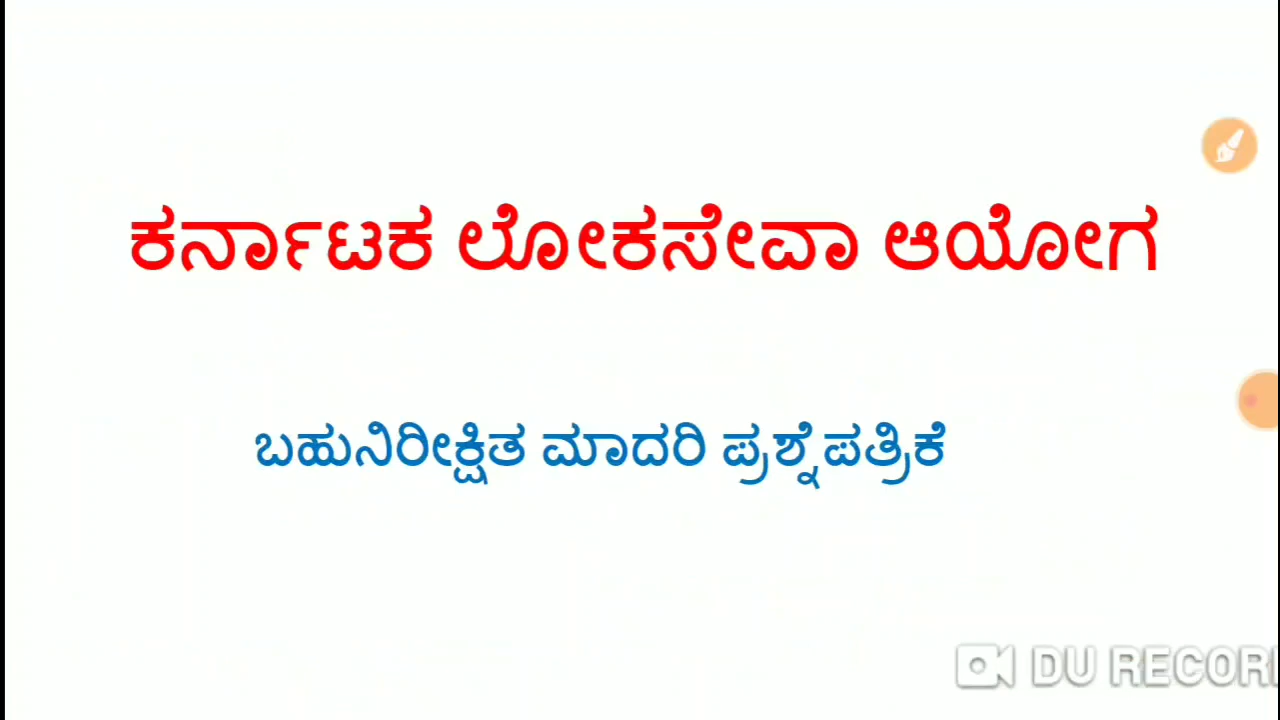 ಕರ್ನಾಟಕ ಲೋಕಸೇವಾ ಆಯೋಗ
ಬಹುನಿರೀಕ್ಷಿತ ಮಾದರಿ ಪ್ರಶ್ನೆಪತ್ರಿಕೆ
DU RECOR